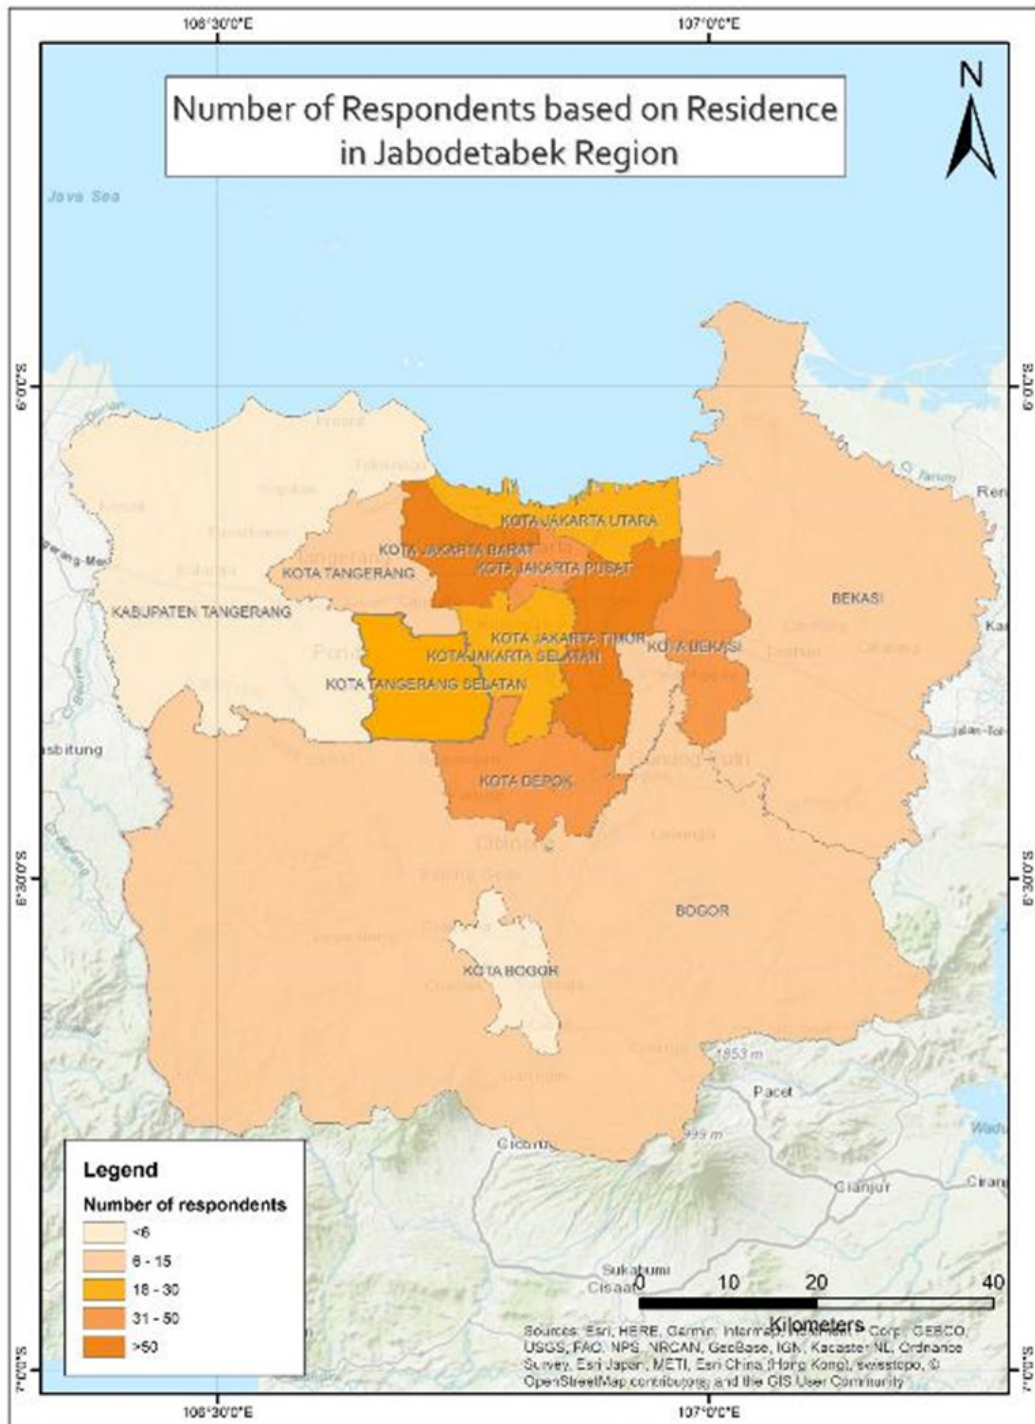 106°30'0"E
107°0'0"E
N
Number of Respondents based on Residence
in Jabodetabek Region
Java Sea
6°0'0"S
6°0'0"S
KOTA JAKARTA UTARA
KOTA JAKARTA BARAT
KOTA JAKARTA PUSAT
KOTA TANGERANG
KABUPATEN TANGERANG
BEKASI
KOTA JAKARTA TIMUR
KOTA BEKASI
KOTA JAKARTA SELATAN
KOTA TANGERANG SELATAN
KOTA DEPOK
6°30'0"S
6°30'0"S
BOGOR
KOTA BOGOR
1853 m
Pacet
999 m
Cianjur
Sukabumi
Cisaat
Legend
Number of respondents
<6
6 - 15
16 - 30
31 - 50
>50
0 10 20 40
Kilometers
Sources: Esri, HERE, Garmin, Intermap, Corp., GEBCO,
USGS, FAO, NPS, NRCAN, GeoBase, IGN, Kadaster NL, Ordnance
Survey, Esri Japan, METI, Esri China (Hong Kong), swisstopo, ©
OpenStreetMap contributors, and the GIS User Community
7°0'0"S
7°0'0"S
106°30'0"E
107°0'0"E